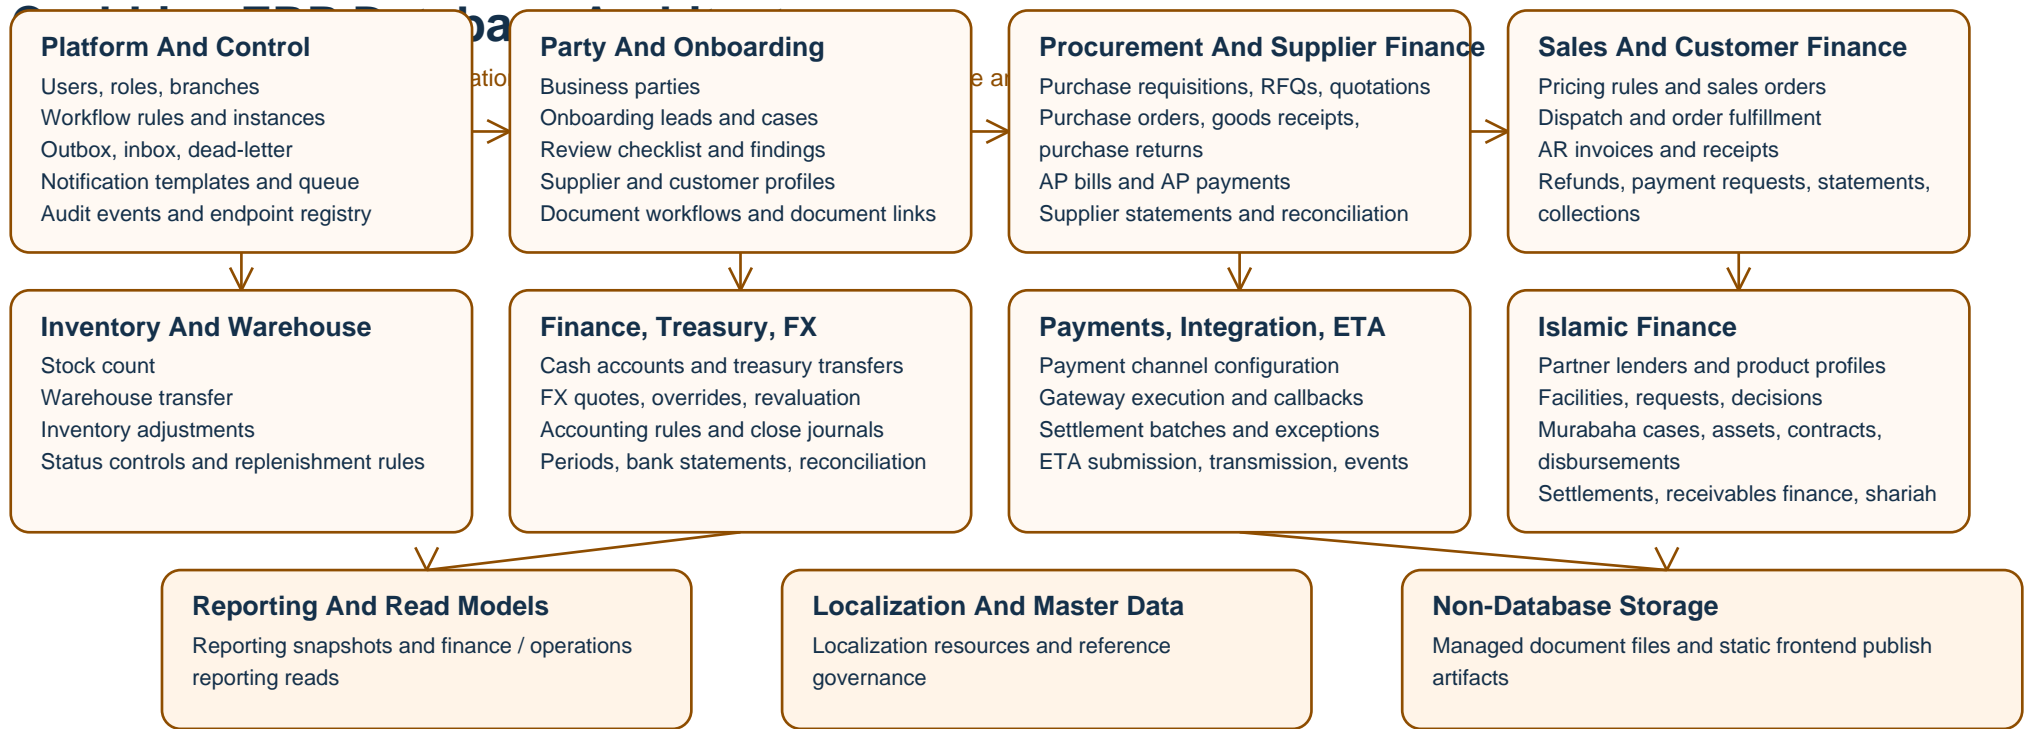 Platform And Control
Users, roles, branches
Workflow rules and instances
Outbox, inbox, dead-letter
Notification templates and queue
Audit events and endpoint registry
Party And Onboarding
Business parties
Onboarding leads and cases
Review checklist and findings
Supplier and customer profiles
Document workflows and document links
Procurement And Supplier Finance
Purchase requisitions, RFQs, quotations
Purchase orders, goods receipts,
purchase returns
AP bills and AP payments
Supplier statements and reconciliation
Sales And Customer Finance
Pricing rules and sales orders
Dispatch and order fulfillment
AR invoices and receipts
Refunds, payment requests, statements,
collections
Inventory And Warehouse
Stock count
Warehouse transfer
Inventory adjustments
Status controls and replenishment rules
Finance, Treasury, FX
Cash accounts and treasury transfers
FX quotes, overrides, revaluation
Accounting rules and close journals
Periods, bank statements, reconciliation
Payments, Integration, ETA
Payment channel configuration
Gateway execution and callbacks
Settlement batches and exceptions
ETA submission, transmission, events
Islamic Finance
Partner lenders and product profiles
Facilities, requests, decisions
Murabaha cases, assets, contracts,
disbursements
Settlements, receivables finance, shariah
Reporting And Read Models
Reporting snapshots and finance / operations
reporting reads
Localization And Master Data
Localization resources and reference
governance
Non-Database Storage
Managed document files and static frontend publish
artifacts